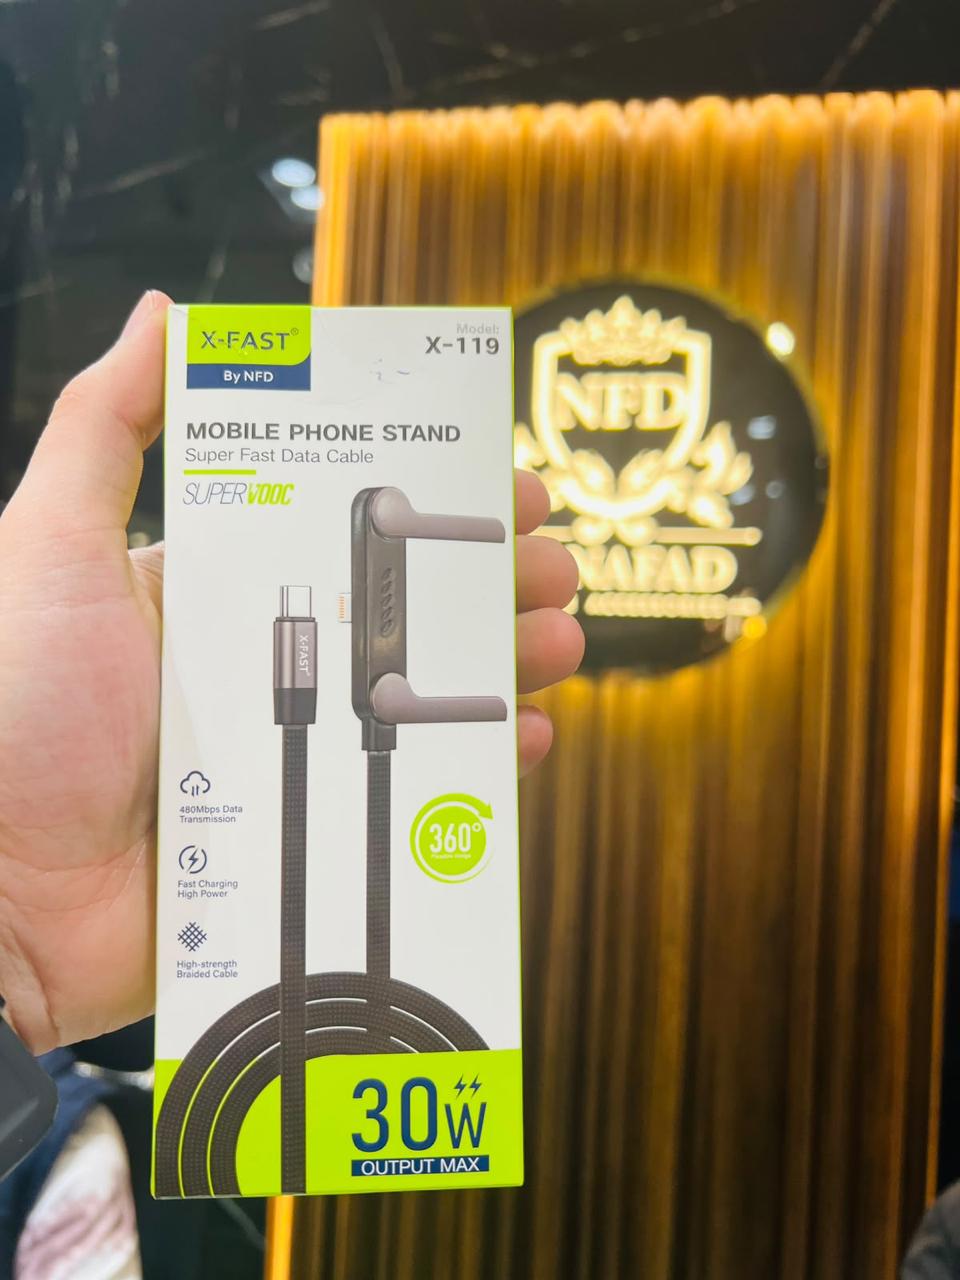 X-FAST®
By NFD
Model:
X-119
MOBILE PHONE STAND
Super Fast Data Cable
SUPERVOOC
X-FAST
480Mbps Data
Transmission
Fast Charging
High Power
High-strength
Braided Cable
360°
30W
OUTPUT MAX
NFD
NAFAD
ACCESSORIES